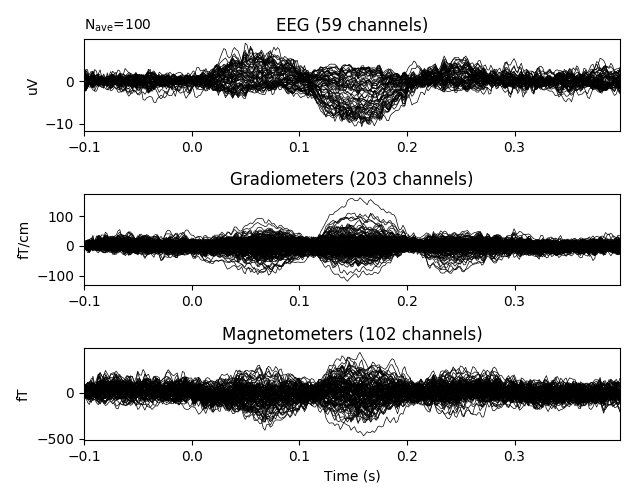 N_ave=100
EEG (59 channels)
uV
0
−10
−0.1 0.0 0.1 0.2 0.3
Gradiometers (203 channels)
fT/cm
100
0
−100
−0.1 0.0 0.1 0.2 0.3
Magnetometers (102 channels)
fT
0
−500
−0.1 0.0 0.1 0.2 0.3
Time (s)